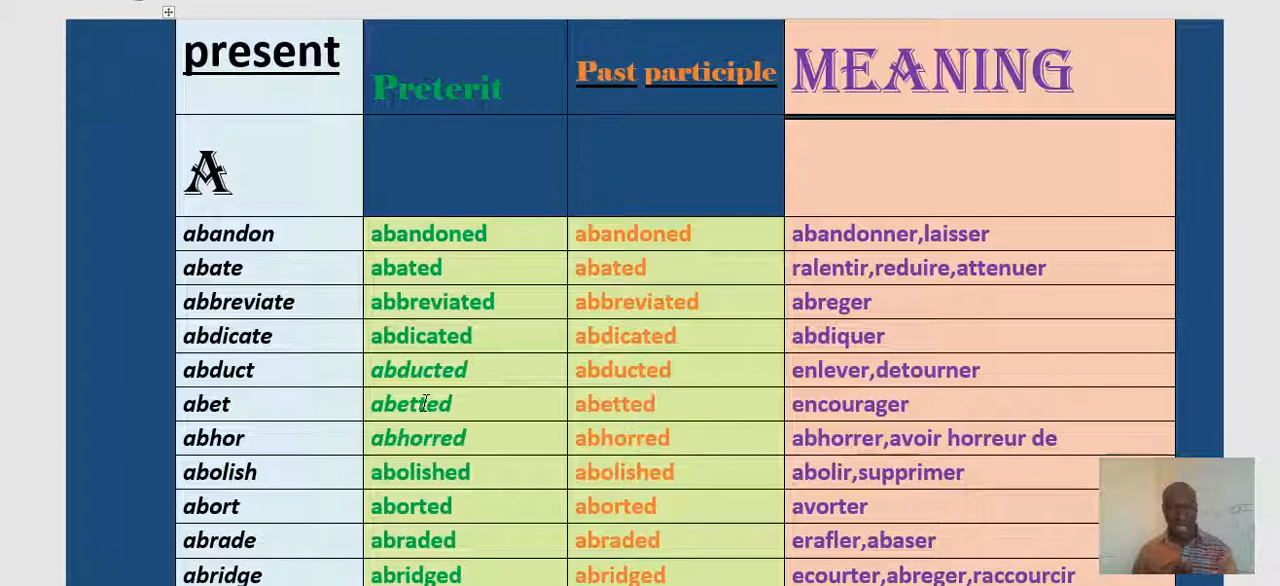 present Preterit Past participle MEANING
A
abandon abandoned abandoned abandonner,laisser
abate abated abated ralentir,reduire,attenuer
abbreviate abbreviated abbreviated abreger
abdicate abdicated abdicated abdiquer
abduct abducted abducted enlever,detourner
abet abetted abetted encourager
abhor abhorred abhorred abhorrer,avoir horreur de
abolish abolished abolished abolir,supprimer
abort aborted aborted avorter
abrade abraded abraded erafler,abaser
abridge abridged abridged ecourter,abreger,raccourcir